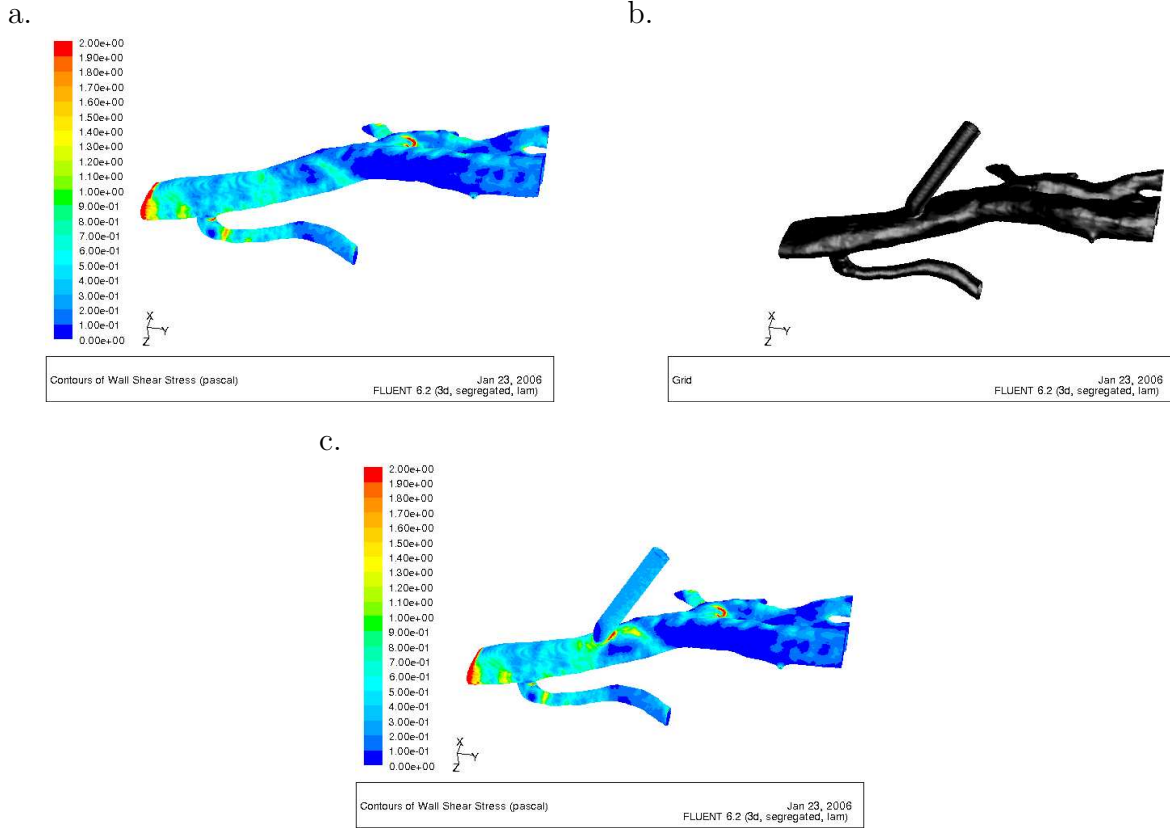 a.
2.00e+00
1.90e+00
1.80e+00
1.70e+00
1.60e+00
1.50e+00
1.40e+00
1.30e+00
1.20e+00
1.10e+00
1.00e+00
9.00e-01
8.00e-01
7.00e-01
6.00e-01
5.00e-01
4.00e-01
3.00e-01
2.00e-01
1.00e-01
0.00e+00
X
Y
Z
Contours of Wall Shear Stress (pascal)
Jan 23, 2006
FLUENT 6.2 (3d, segregated, lam)
b.
X
Y
Z
Grid
Jan 23, 2006
FLUENT 6.2 (3d, segregated, lam)
c.
2.00e+00
1.90e+00
1.80e+00
1.70e+00
1.60e+00
1.50e+00
1.40e+00
1.30e+00
1.20e+00
1.10e+00
1.00e+00
9.00e-01
8.00e-01
7.00e-01
6.00e-01
5.00e-01
4.00e-01
3.00e-01
2.00e-01
1.00e-01
0.00e+00
X
Y
Z
Contours of Wall Shear Stress (pascal)
Jan 23, 2006
FLUENT 6.2 (3d, segregated, lam)